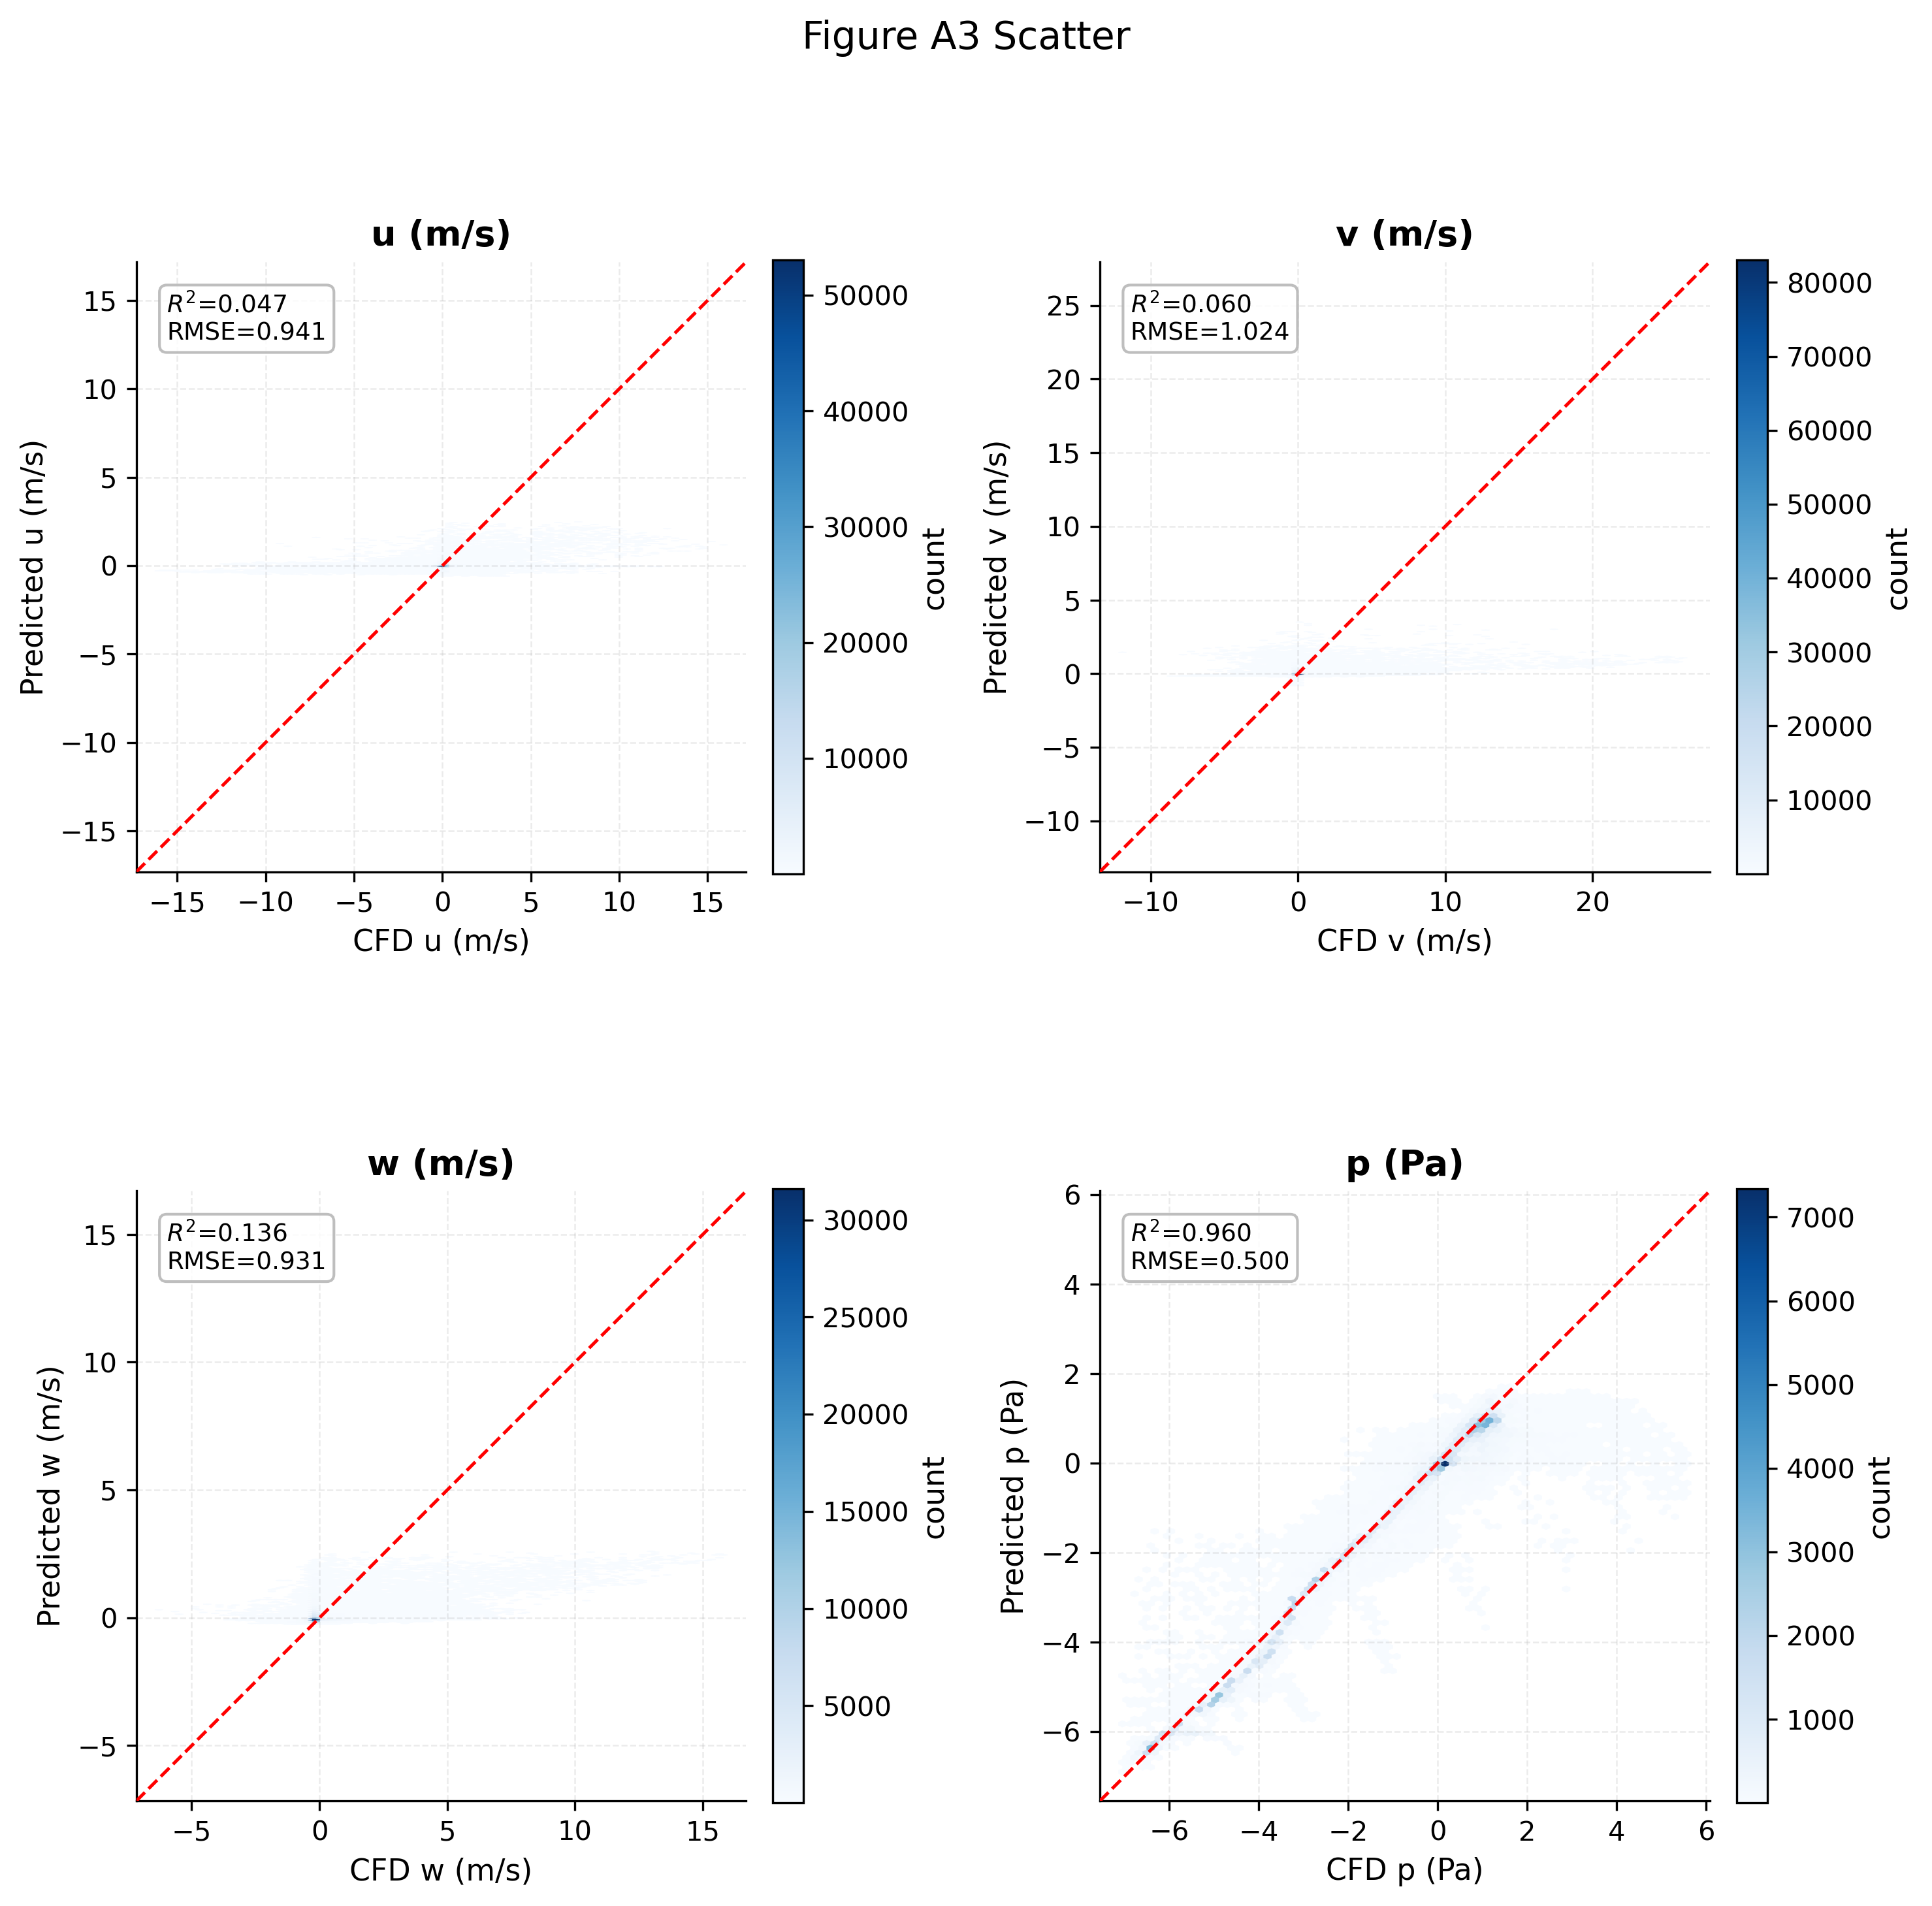 Figure A3 Scatter
u (m/s)
R²=0.047
RMSE=0.941
15
10
5
0
−5
−10
−15
Predicted u (m/s)
−15 −10 −5 0 5 10 15
CFD u (m/s)
50000
40000
30000
20000
10000
count
v (m/s)
R²=0.060
RMSE=1.024
25
20
15
10
5
0
−5
−10
Predicted v (m/s)
−10 0 10 20
CFD v (m/s)
80000
70000
60000
50000
40000
30000
20000
10000
count
w (m/s)
R²=0.136
RMSE=0.931
15
10
5
0
−5
Predicted w (m/s)
−5 0 5 10 15
CFD w (m/s)
30000
25000
20000
15000
10000
5000
count
p (Pa)
R²=0.960
RMSE=0.500
6
4
2
0
−2
−4
−6
Predicted p (Pa)
−6 −4 −2 0 2 4 6
CFD p (Pa)
7000
6000
5000
4000
3000
2000
1000
count